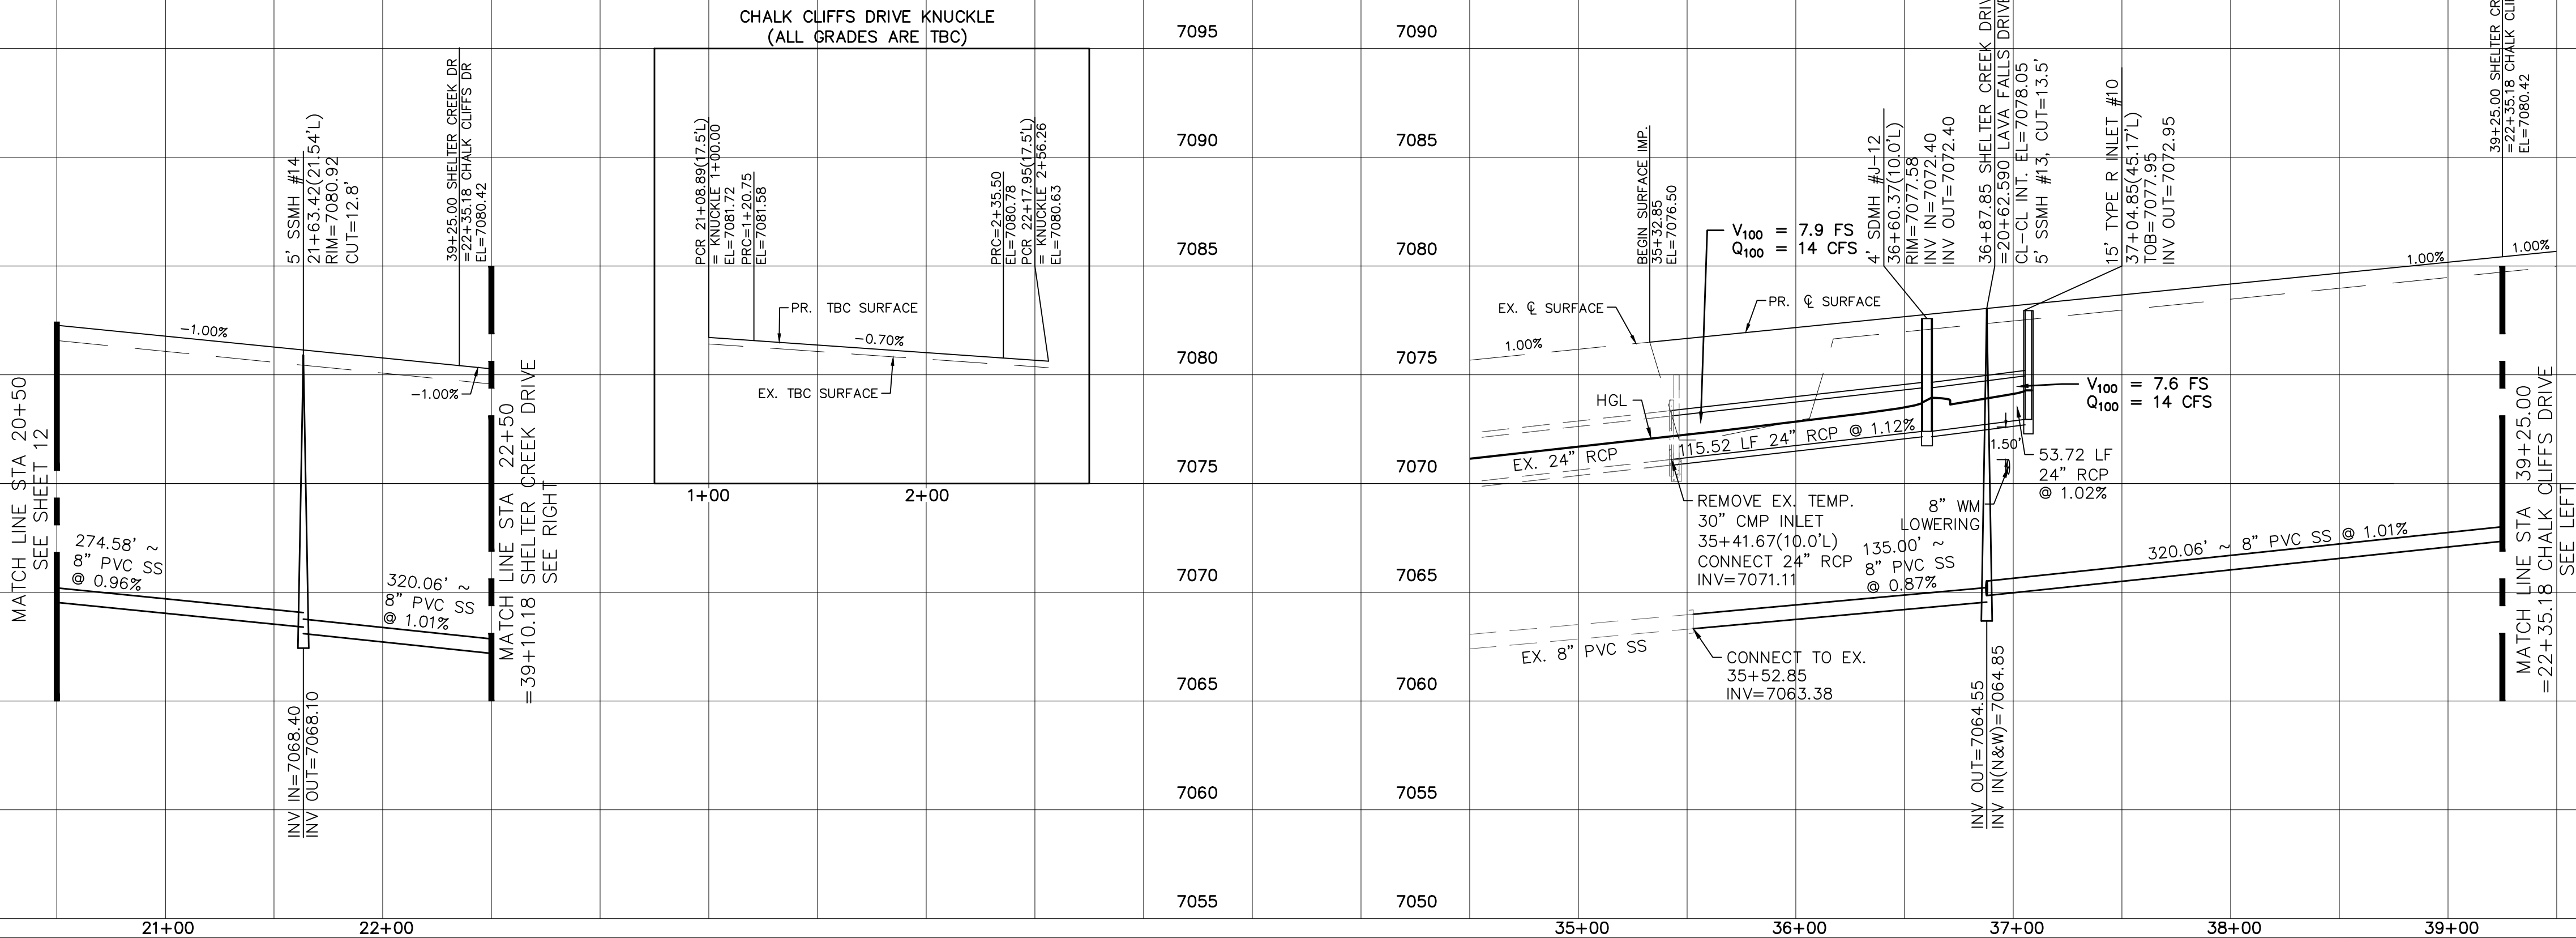 CHALK CLIFFS DRIVE KNUCKLE
(ALL GRADES ARE TBC)
MATCH LINE STA 20+50
SEE SHEET 12
-1.00%
5' SSMH #14
21+63.42(21.54'L)
RIM=7080.92
CUT=12.8'
39+25.00 SHELTER CREEK DR
=22+35.18 CHALK CLIFFS DR
EL=7080.42
-1.00%
MATCH LINE STA 22+50
=39+10.18 SHELTER CREEK DRIVE
SEE RIGHT
274.58' ~
8" PVC SS
@ 0.96%
320.06' ~
8" PVC SS
@ 1.01%
INV IN=7068.40
INV OUT=7068.10
21+00
22+00
PCR 21+08.89(17.5'L)
= KNUCKLE 1+00.00
EL=7081.72
PRC=1+20.75
EL=7081.58
PRC=2+35.50
EL=7080.78
PCR 22+17.95(17.5'L)
= KNUCKLE 2+56.26
EL=7080.63
PR. TBC SURFACE
-0.70%
EX. TBC SURFACE
1+00
2+00
7095
7090
7085
7080
7075
7070
7065
7060
7055
7090
7085
7080
7075
7070
7065
7060
7055
7050
BEGIN SURFACE IMP.
35+32.85
EL=7076.50
V100 = 7.9 FS
Q100 = 14 CFS
EX. ℄ SURFACE
PR. ℄ SURFACE
1.00%
4' SDMH #J-12
36+60.37(10.0'L)
RIM=7077.58
INV IN=7072.40
INV OUT=7072.40
36+87.85 SHELTER CREEK DRIV
=20+62.590 LAVA FALLS DRIVE
CL-CL INT. EL=7078.05
5' SSMH #13, CUT=13.5'
15' TYPE R INLET #10
37+04.85(45.17'L)
TOB=7077.95
INV OUT=7072.95
39+25.00 SHELTER CR
=22+35.18 CHALK CLI
EL=7080.42
1.00%
1.00%
HGL
V100 = 7.6 FS
Q100 = 14 CFS
EX. 24" RCP
115.52 LF 24" RCP @ 1.12%
1.50'
53.72 LF
24" RCP
@ 1.02%
REMOVE EX. TEMP.
30" CMP INLET
35+41.67(10.0'L)
CONNECT 24" RCP
INV=7071.11
8" WM
LOWERING
135.00' ~
8" PVC SS
@ 0.87%
320.06' ~ 8" PVC SS @ 1.01%
EX. 8" PVC SS
CONNECT TO EX.
35+52.85
INV=7063.38
INV OUT=7064.55
INV IN(N&W)=7064.85
MATCH LINE STA 39+25.00
=22+35.18 CHALK CLIFFS DRIVE
SEE LEFT
35+00
36+00
37+00
38+00
39+00